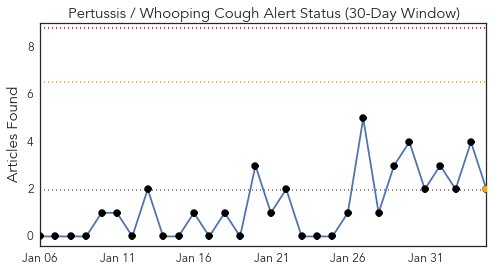 Pertussis / Whooping Cough Alert Status (30-Day Window)
Articles Found
8
6
4
2
0
Jan 06 Jan 11 Jan 16 Jan 21 Jan 26 Jan 31